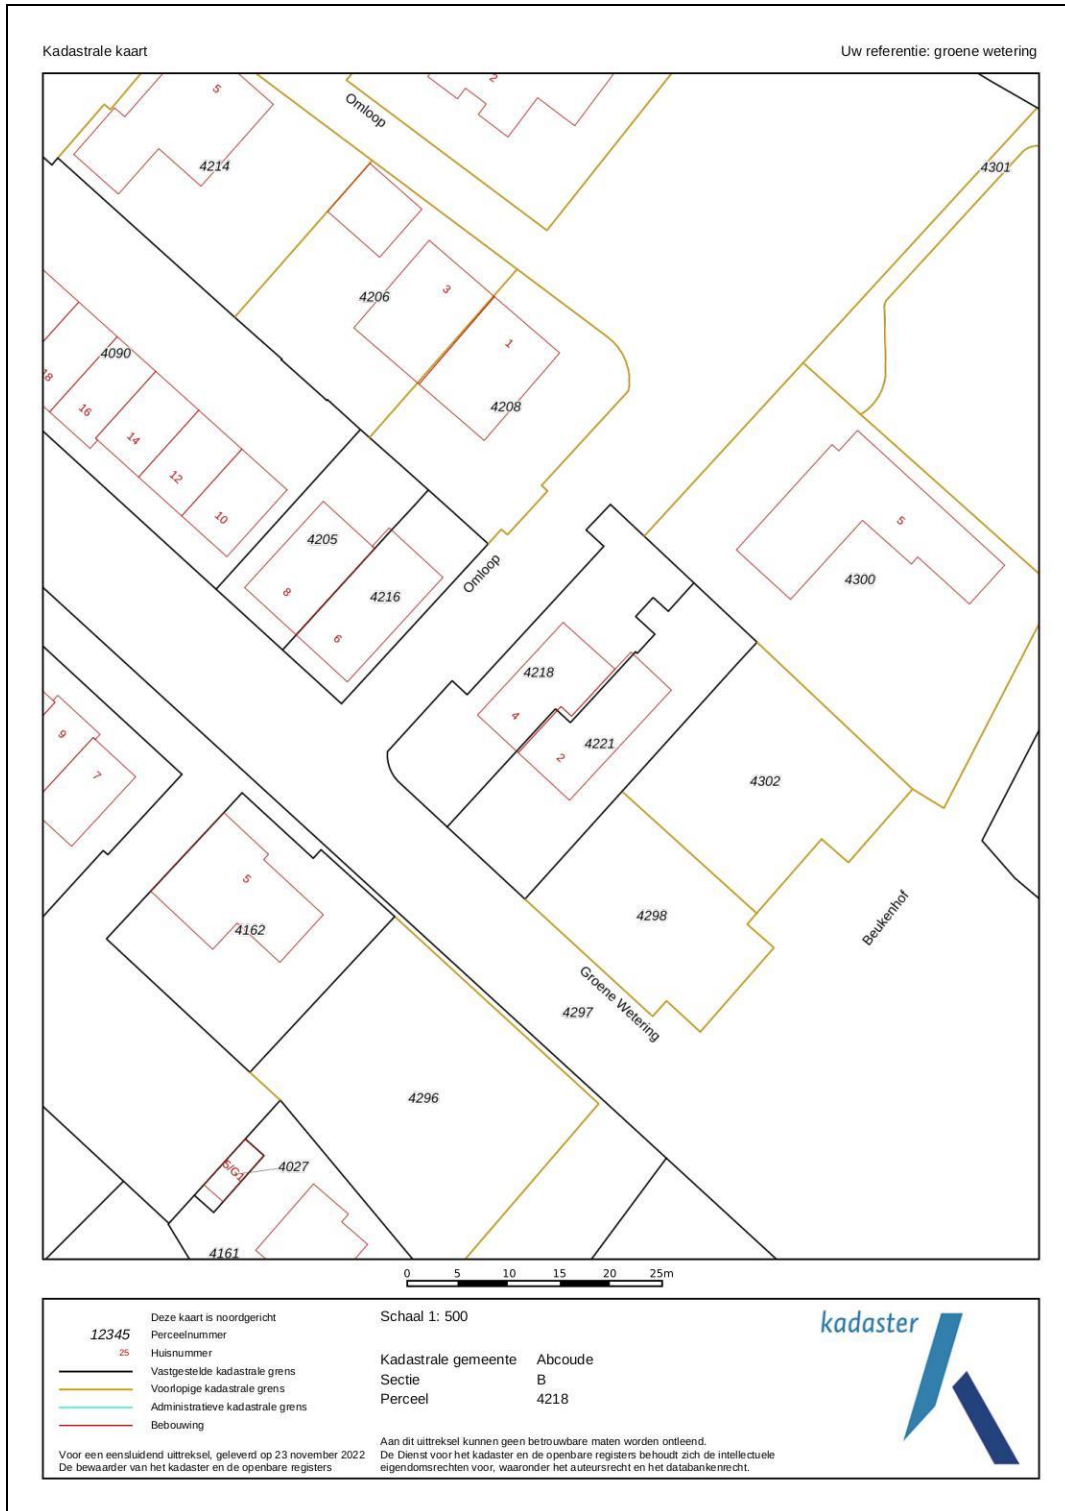 Kadastrale kaart
Uw referentie: groene wetering
5
2
Omloop
4214
4301
4206
3
1
4090
4208
18
16
14
12
10
5
4205
4300
Omloop
8
4216
6
4218
4
4221
2
9
7
4302
5
4162
4298
Beukenhof
Groene Wetering
4297
4296
5/G1
4027
4161
0 5 10 15 20 25m
Deze kaart is noordgericht
12345 Perceelnummer
25 Huisnummer
Vastgestelde kadastrale grens
Voorlopige kadastrale grens
Administratieve kadastrale grens
Bebouwing
Voor een eensluidend uittreksel, geleverd op 23 november 2022
De bewaarder van het kadaster en de openbare registers
Schaal 1: 500
Kadastrale gemeente Abcoude
Sectie B
Perceel 4218
Aan dit uittreksel kunnen geen betrouwbare maten worden ontleend.
De Dienst voor het kadaster en de openbare registers behoudt zich de intellectuele
eigendomsrechten voor, waaronder het auteursrecht en het databankenrecht.
kadaster